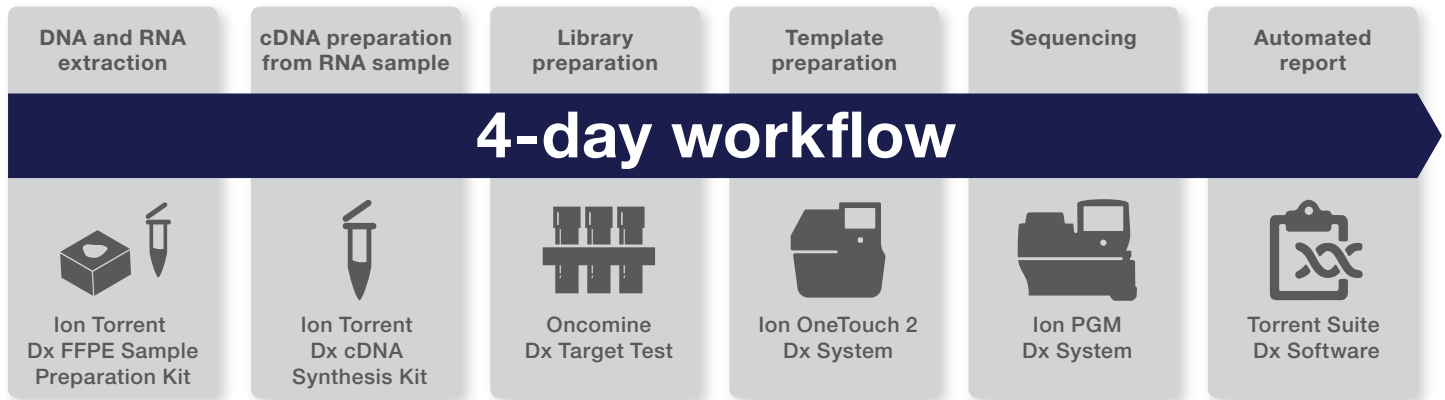 DNA and RNA
extraction
cDNA preparation
from RNA sample
Library
preparation
Template
preparation
Sequencing
Automated
report
4-day workflow
Ion Torrent
Dx FFPE Sample
Preparation Kit
Ion Torrent
Dx cDNA
Synthesis Kit
Oncomine
Dx Target Test
Ion OneTouch 2
Dx System
Ion PGM
Dx System
Torrent Suite
Dx Software